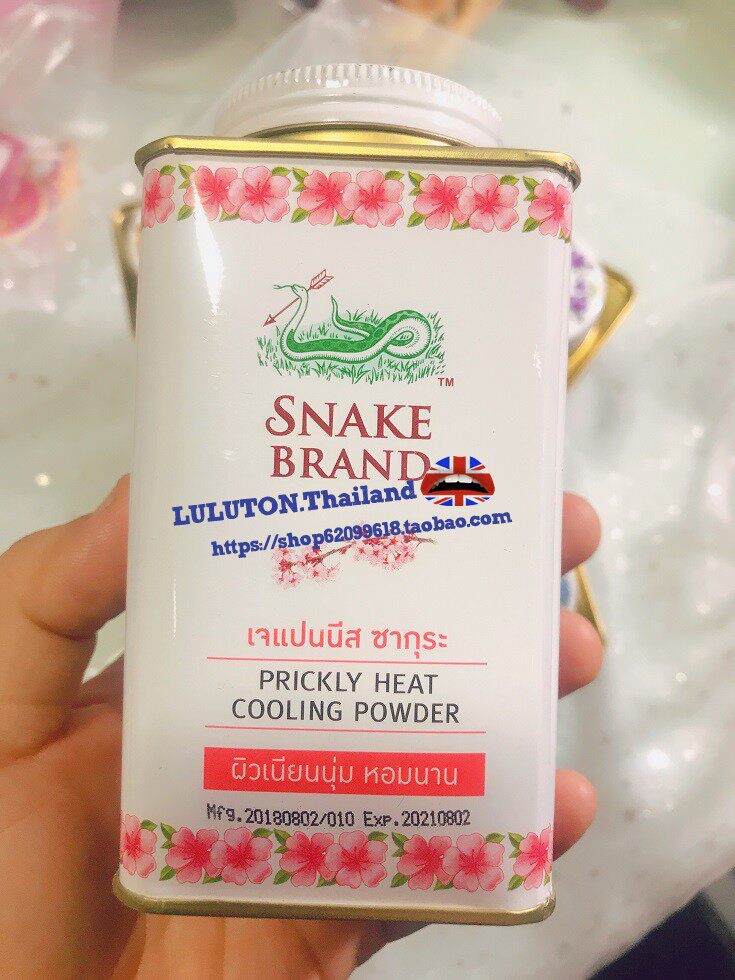 TM
SNAKE
BRAND
LULUTON.Thailand
https://shop62099618.taobao.com
เจแปนนีส ซากุระ
PRICKLY HEAT
COOLING POWDER
ผิวเนียนนุ่ม หอมนาน
Mfg.20180802/010 Exp.20210802